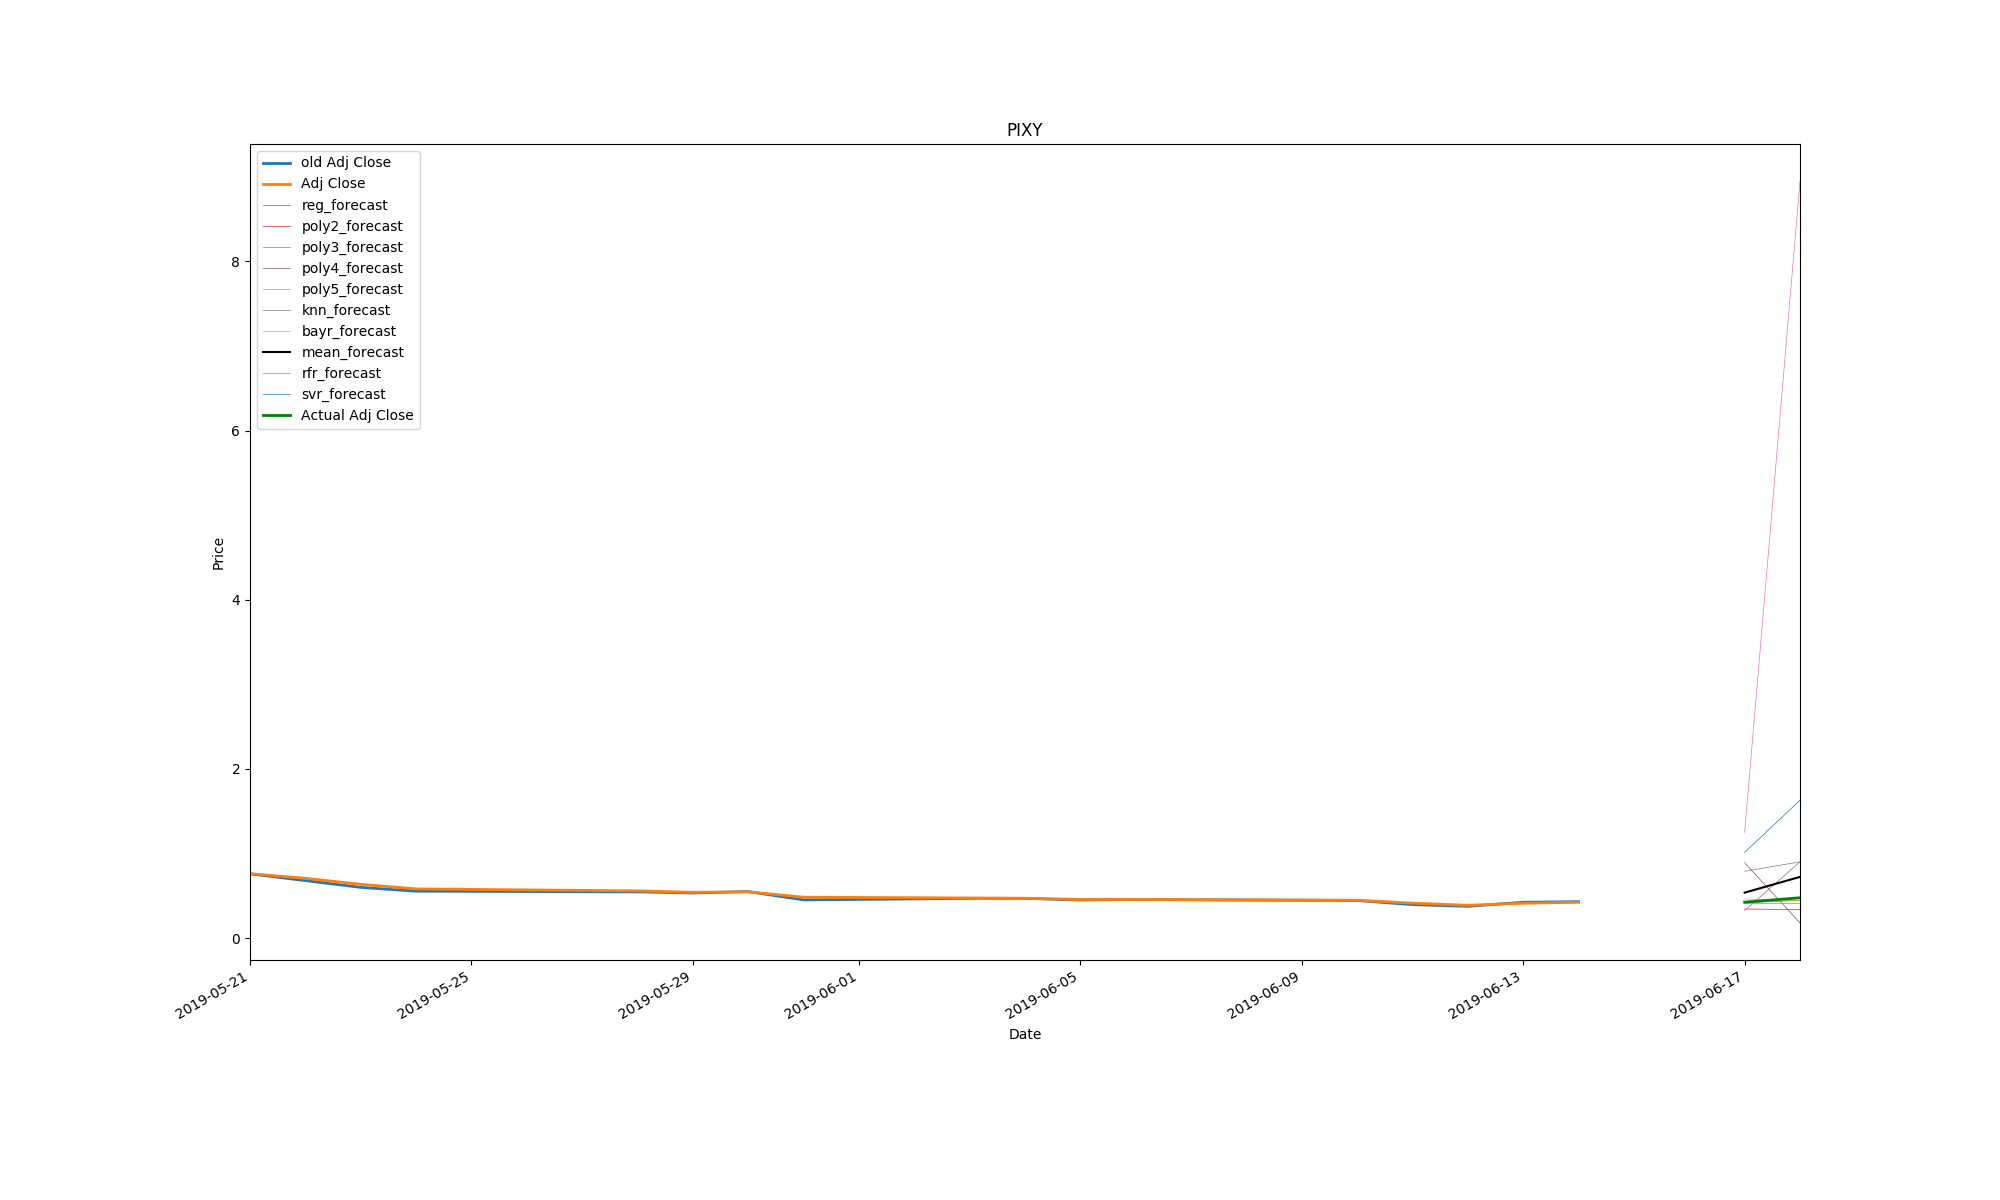 PIXY
old Adj Close
Adj Close
reg_forecast
poly2_forecast
poly3_forecast
poly4_forecast
poly5_forecast
knn_forecast
bayr_forecast
mean_forecast
rfr_forecast
svr_forecast
Actual Adj Close
8
6
4
2
0
Price
2019-05-21
2019-05-25
2019-05-29
2019-06-01
2019-06-05
2019-06-09
2019-06-13
2019-06-17
Date